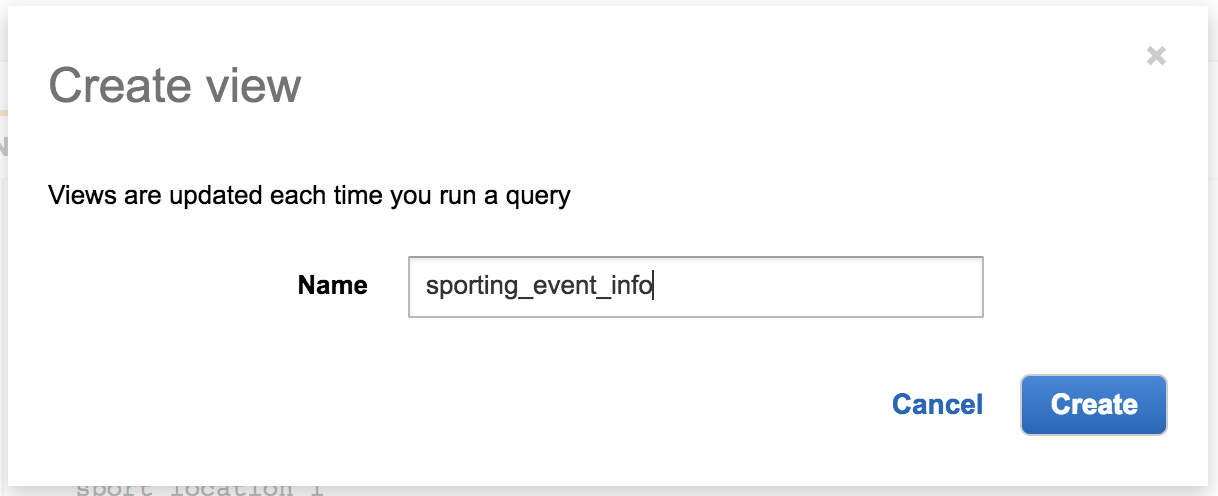 Create view
Views are updated each time you run a query
Name
sporting_event_info
Cancel
Create
sport location l